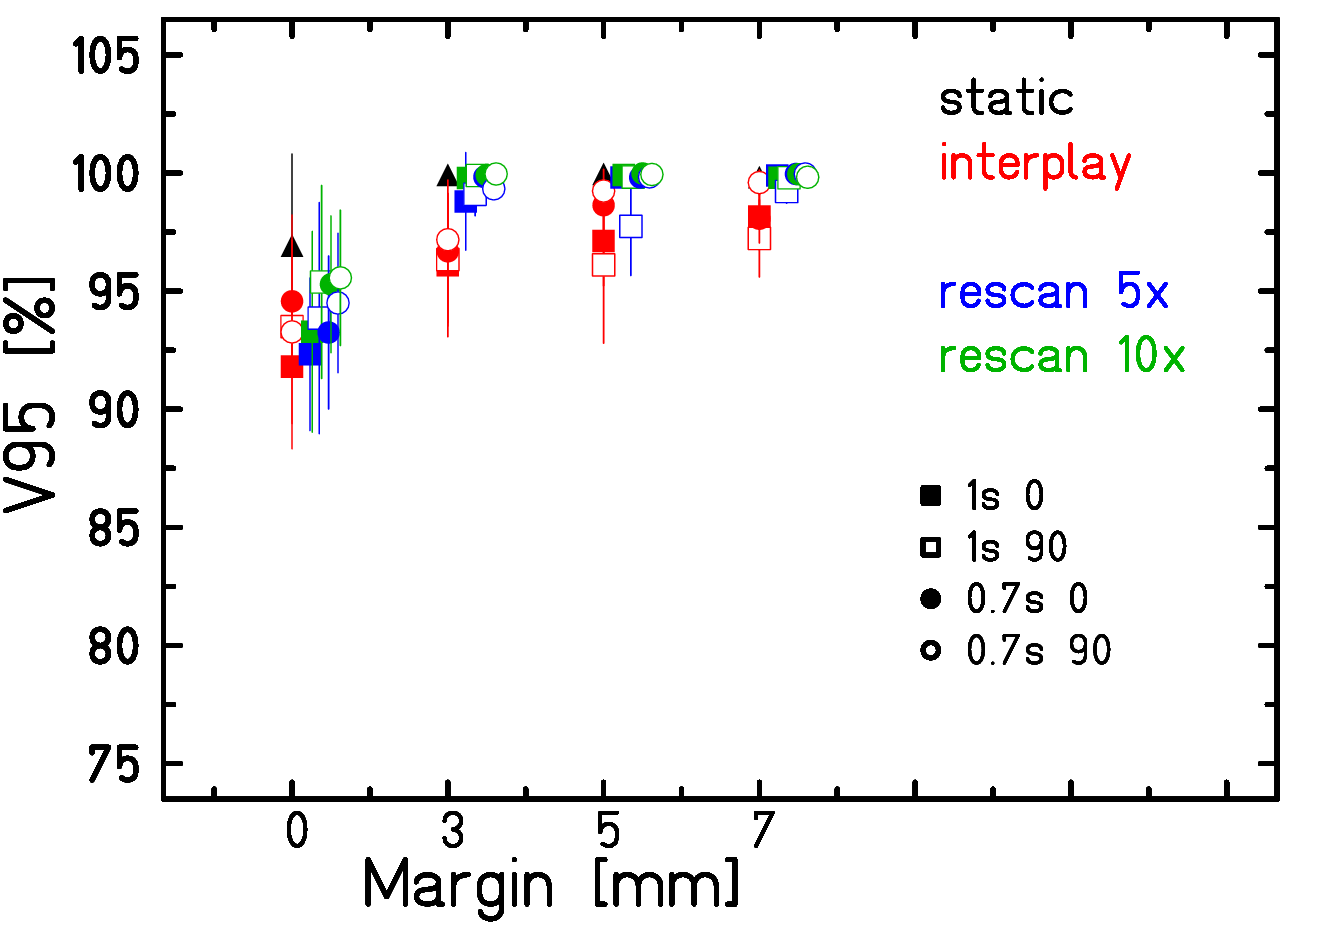 105
100
95
90
85
80
75
V95 [%]
static
interplay
rescan 5x
rescan 10x
1s 0
1s 90
0.7s 0
0.7s 90
0 3 5 7
Margin [mm]